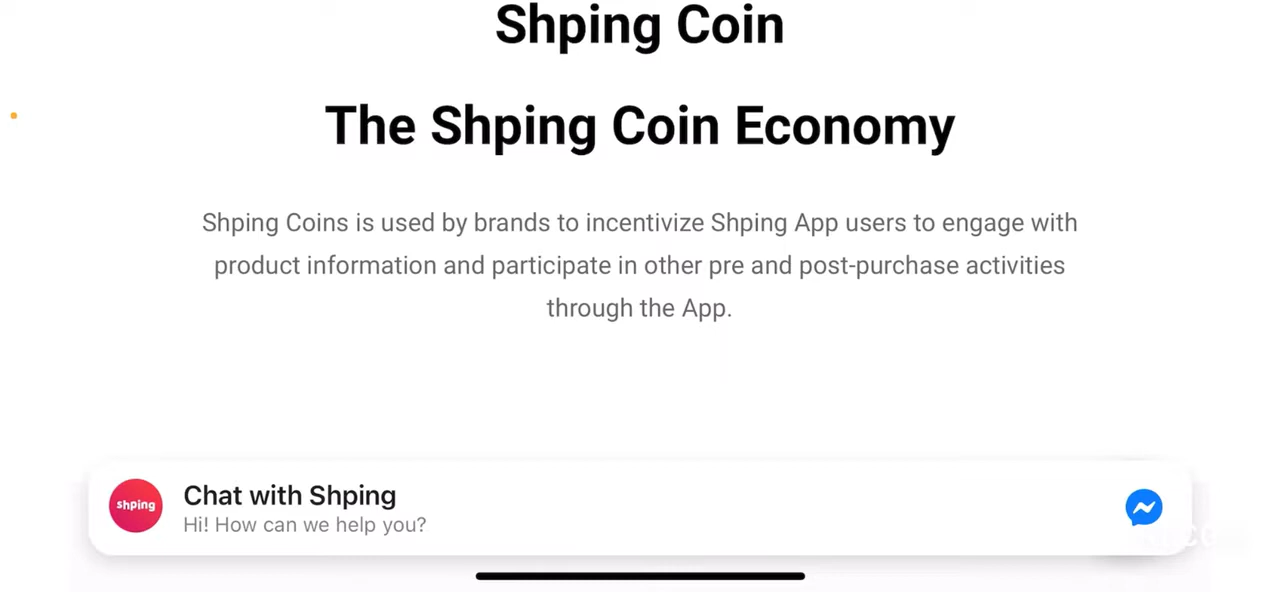 Shping Coin
The Shping Coin Economy
Shping Coins is used by brands to incentivize Shping App users to engage with
product information and participate in other pre and post-purchase activities
through the App.
shping
Chat with Shping
Hi! How can we help you?